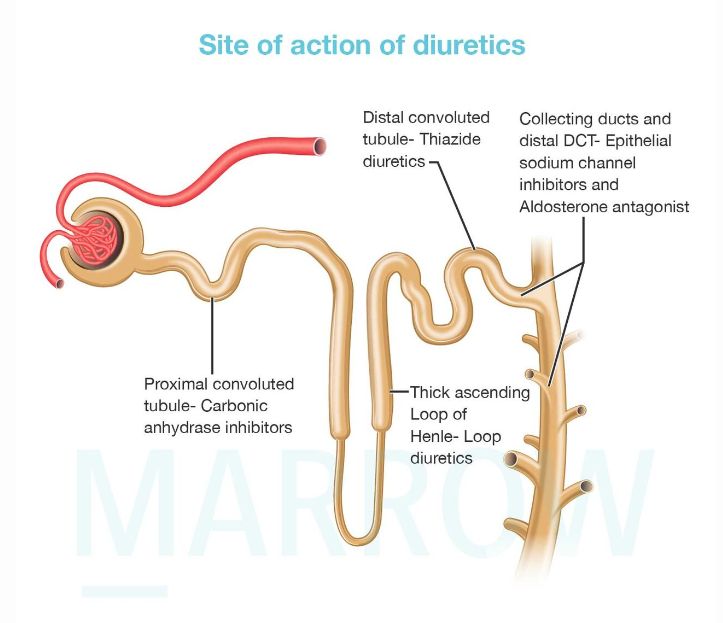 Site of action of diuretics
Distal convoluted
tubule- Thiazide
diuretics
Collecting ducts and
distal DCT- Epithelial
sodium channel
inhibitors and
Aldosterone antagonist
Proximal convoluted
tubule- Carbonic
anhydrase inhibitors
Thick ascending
Loop of
Henle- Loop
diuretics
MARROW